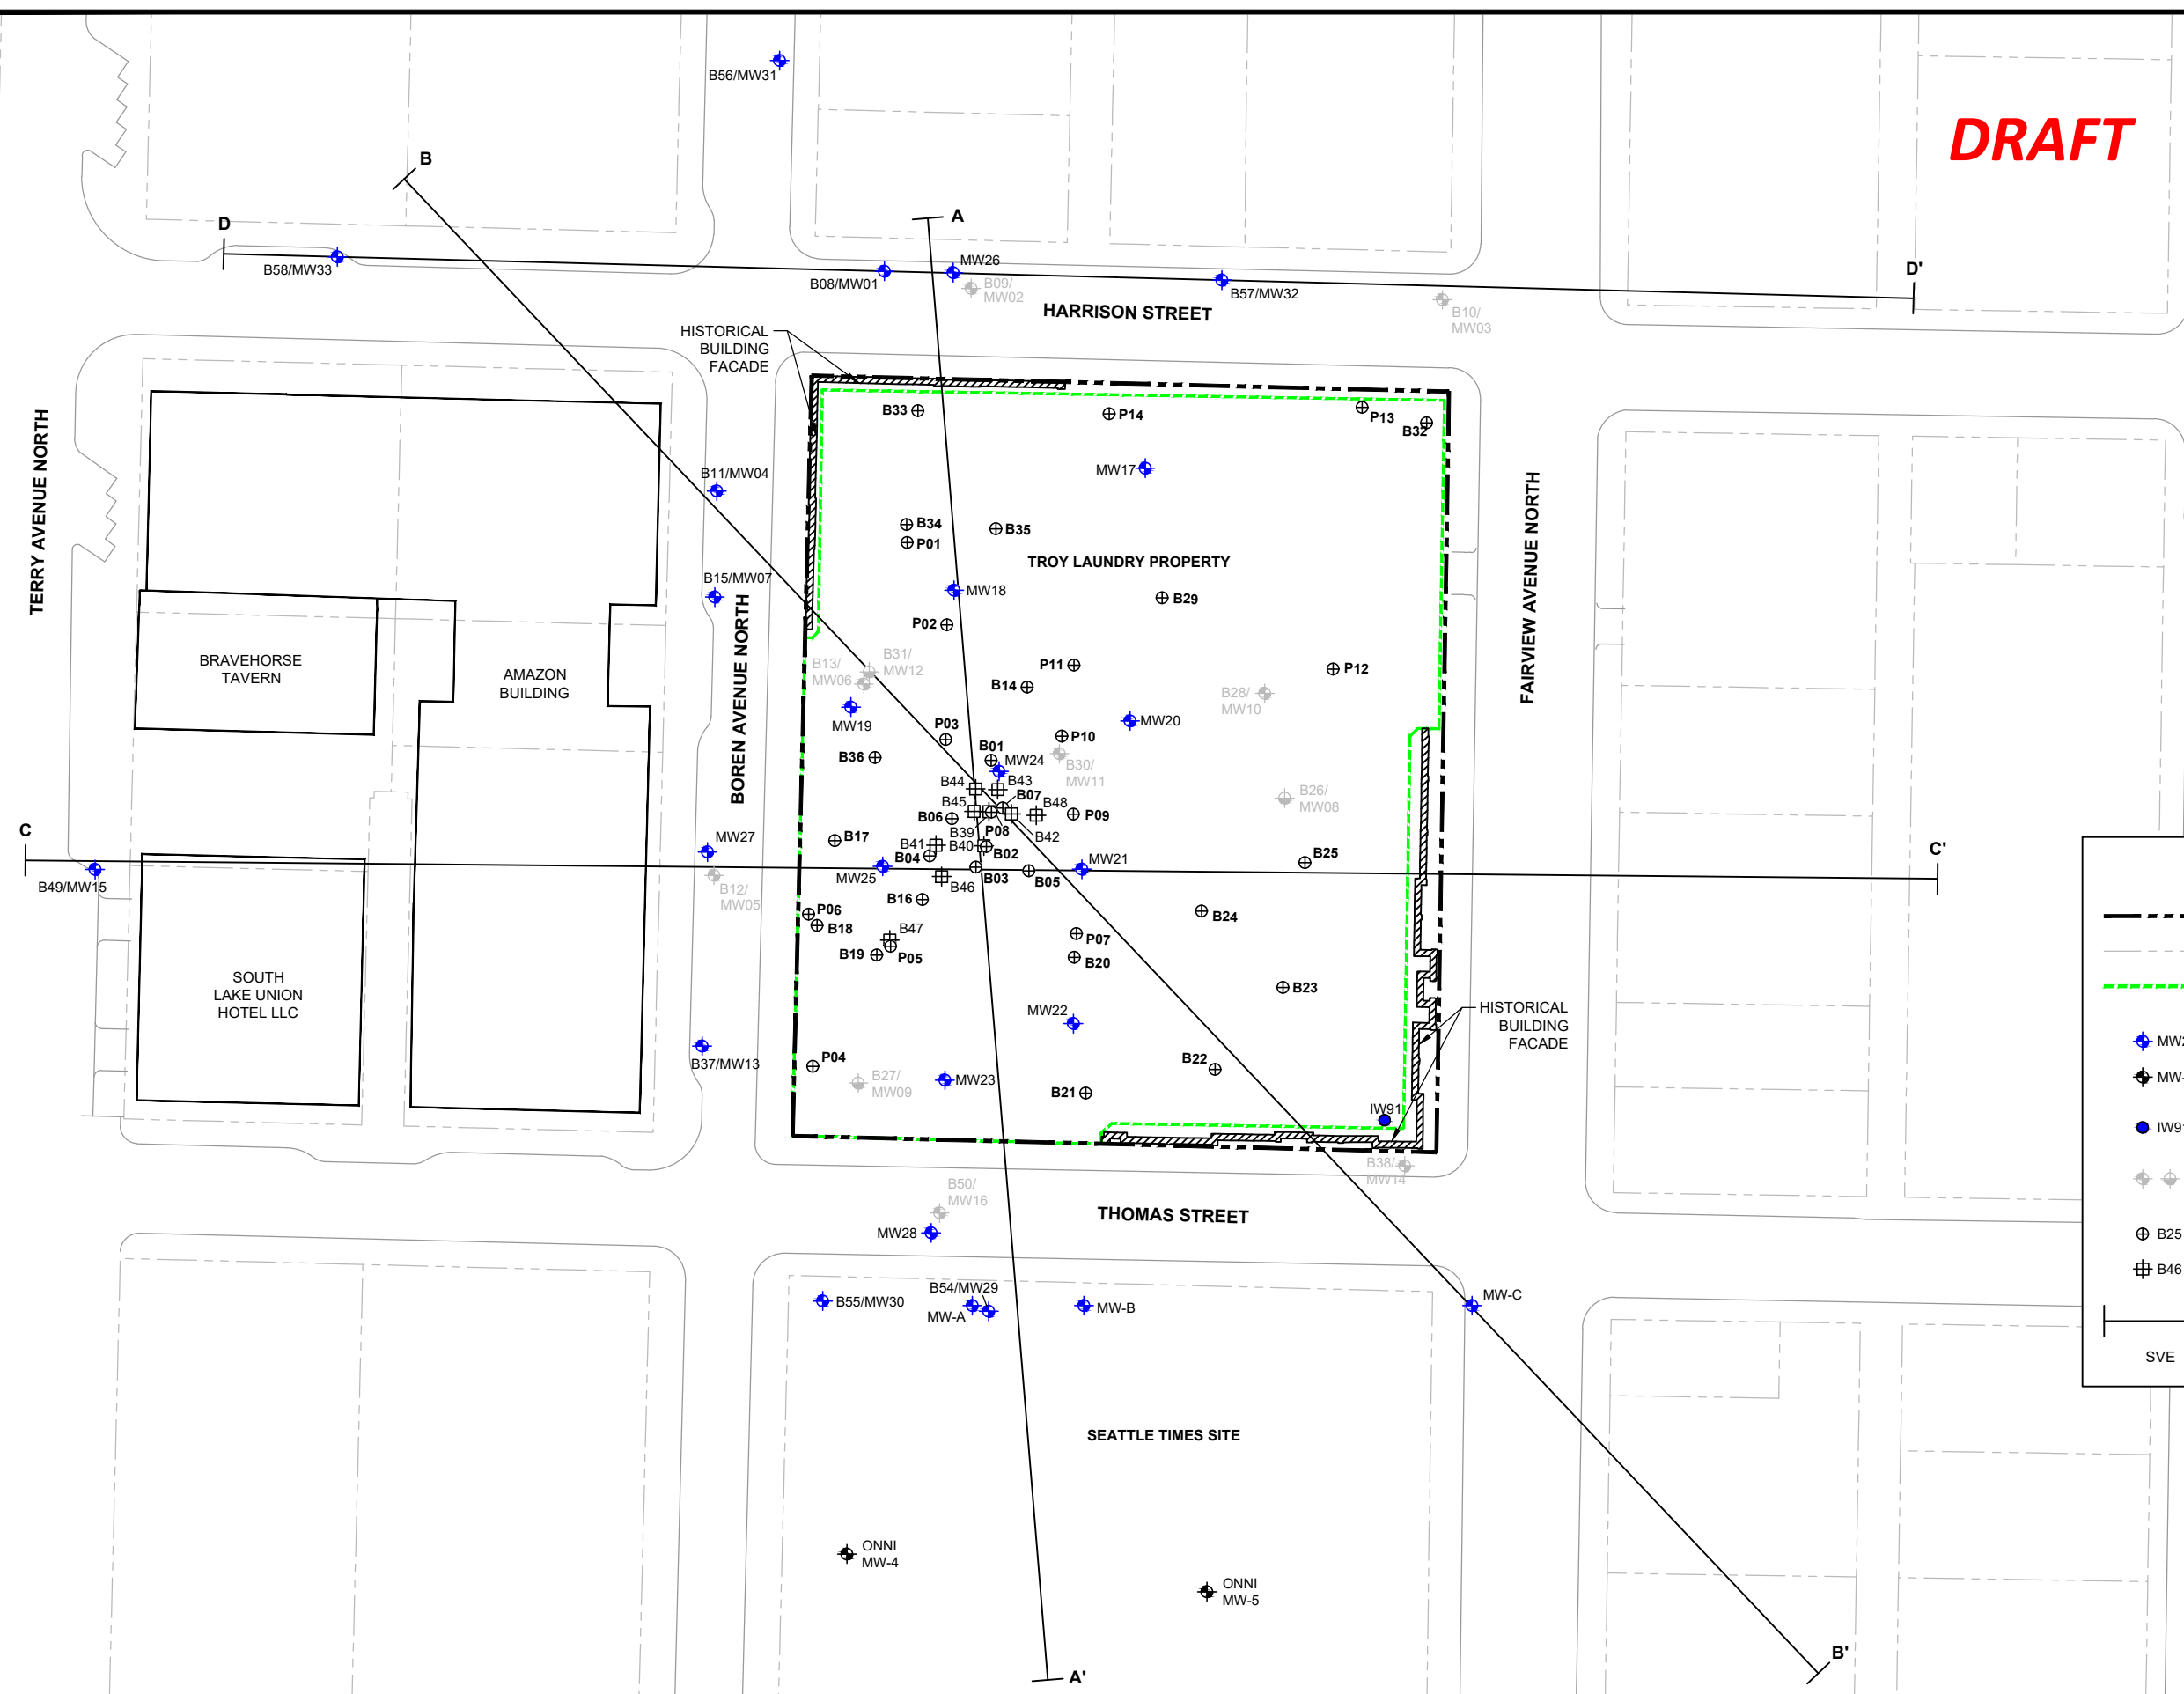 B56/MW31
DRAFT
B
A
D
B58/MW33
B08/MW01
MW26
B09/
MW02
B57/MW32
D'
HARRISON STREET
B10/
MW03
HISTORICAL
BUILDING
FACADE
B33
P14
P13
B32
TERRY AVENUE NORTH
B11/MW04
MW17
FAIRVIEW AVENUE NORTH
B34
P01
B35
TROY LAUNDRY PROPERTY
B15/MW07
MW18
B29
BOREN AVENUE NORTH
P02
BRAVEHORSE
TAVERN
AMAZON
BUILDING
B13/
MW06
B31/
MW12
P11
B14
P12
B28/
MW10
MW19
MW20
P03
P10
B36
B01
MW24
B30/
MW11
B44
B43
B07
B26/
MW08
B45
B48
B06
P09
B39
P08
B42
C
B17
B41
B40
B02
MW27
B04
MW21
B25
C'
B49/MW15
MW25
B03
B05
B46
B12/
MW05
B16
P06
B18
B47
B24
B19
P05
P07
B20
SOUTH
LAKE UNION
HOTEL LLC
B23
MW22
HISTORICAL
BUILDING
FACADE
MW2
B37/MW13
P04
B22
B27/
MW09
MW23
B21
MW-
IW91
IW91
B38/
MW14
B50/
MW16
THOMAS STREET
MW28
B25
B46
B55/MW30
B54/MW29
MW-A
MW-B
MW-C
SVE
SEATTLE TIMES SITE
ONNI
MW-4
ONNI
MW-5
A'
B'